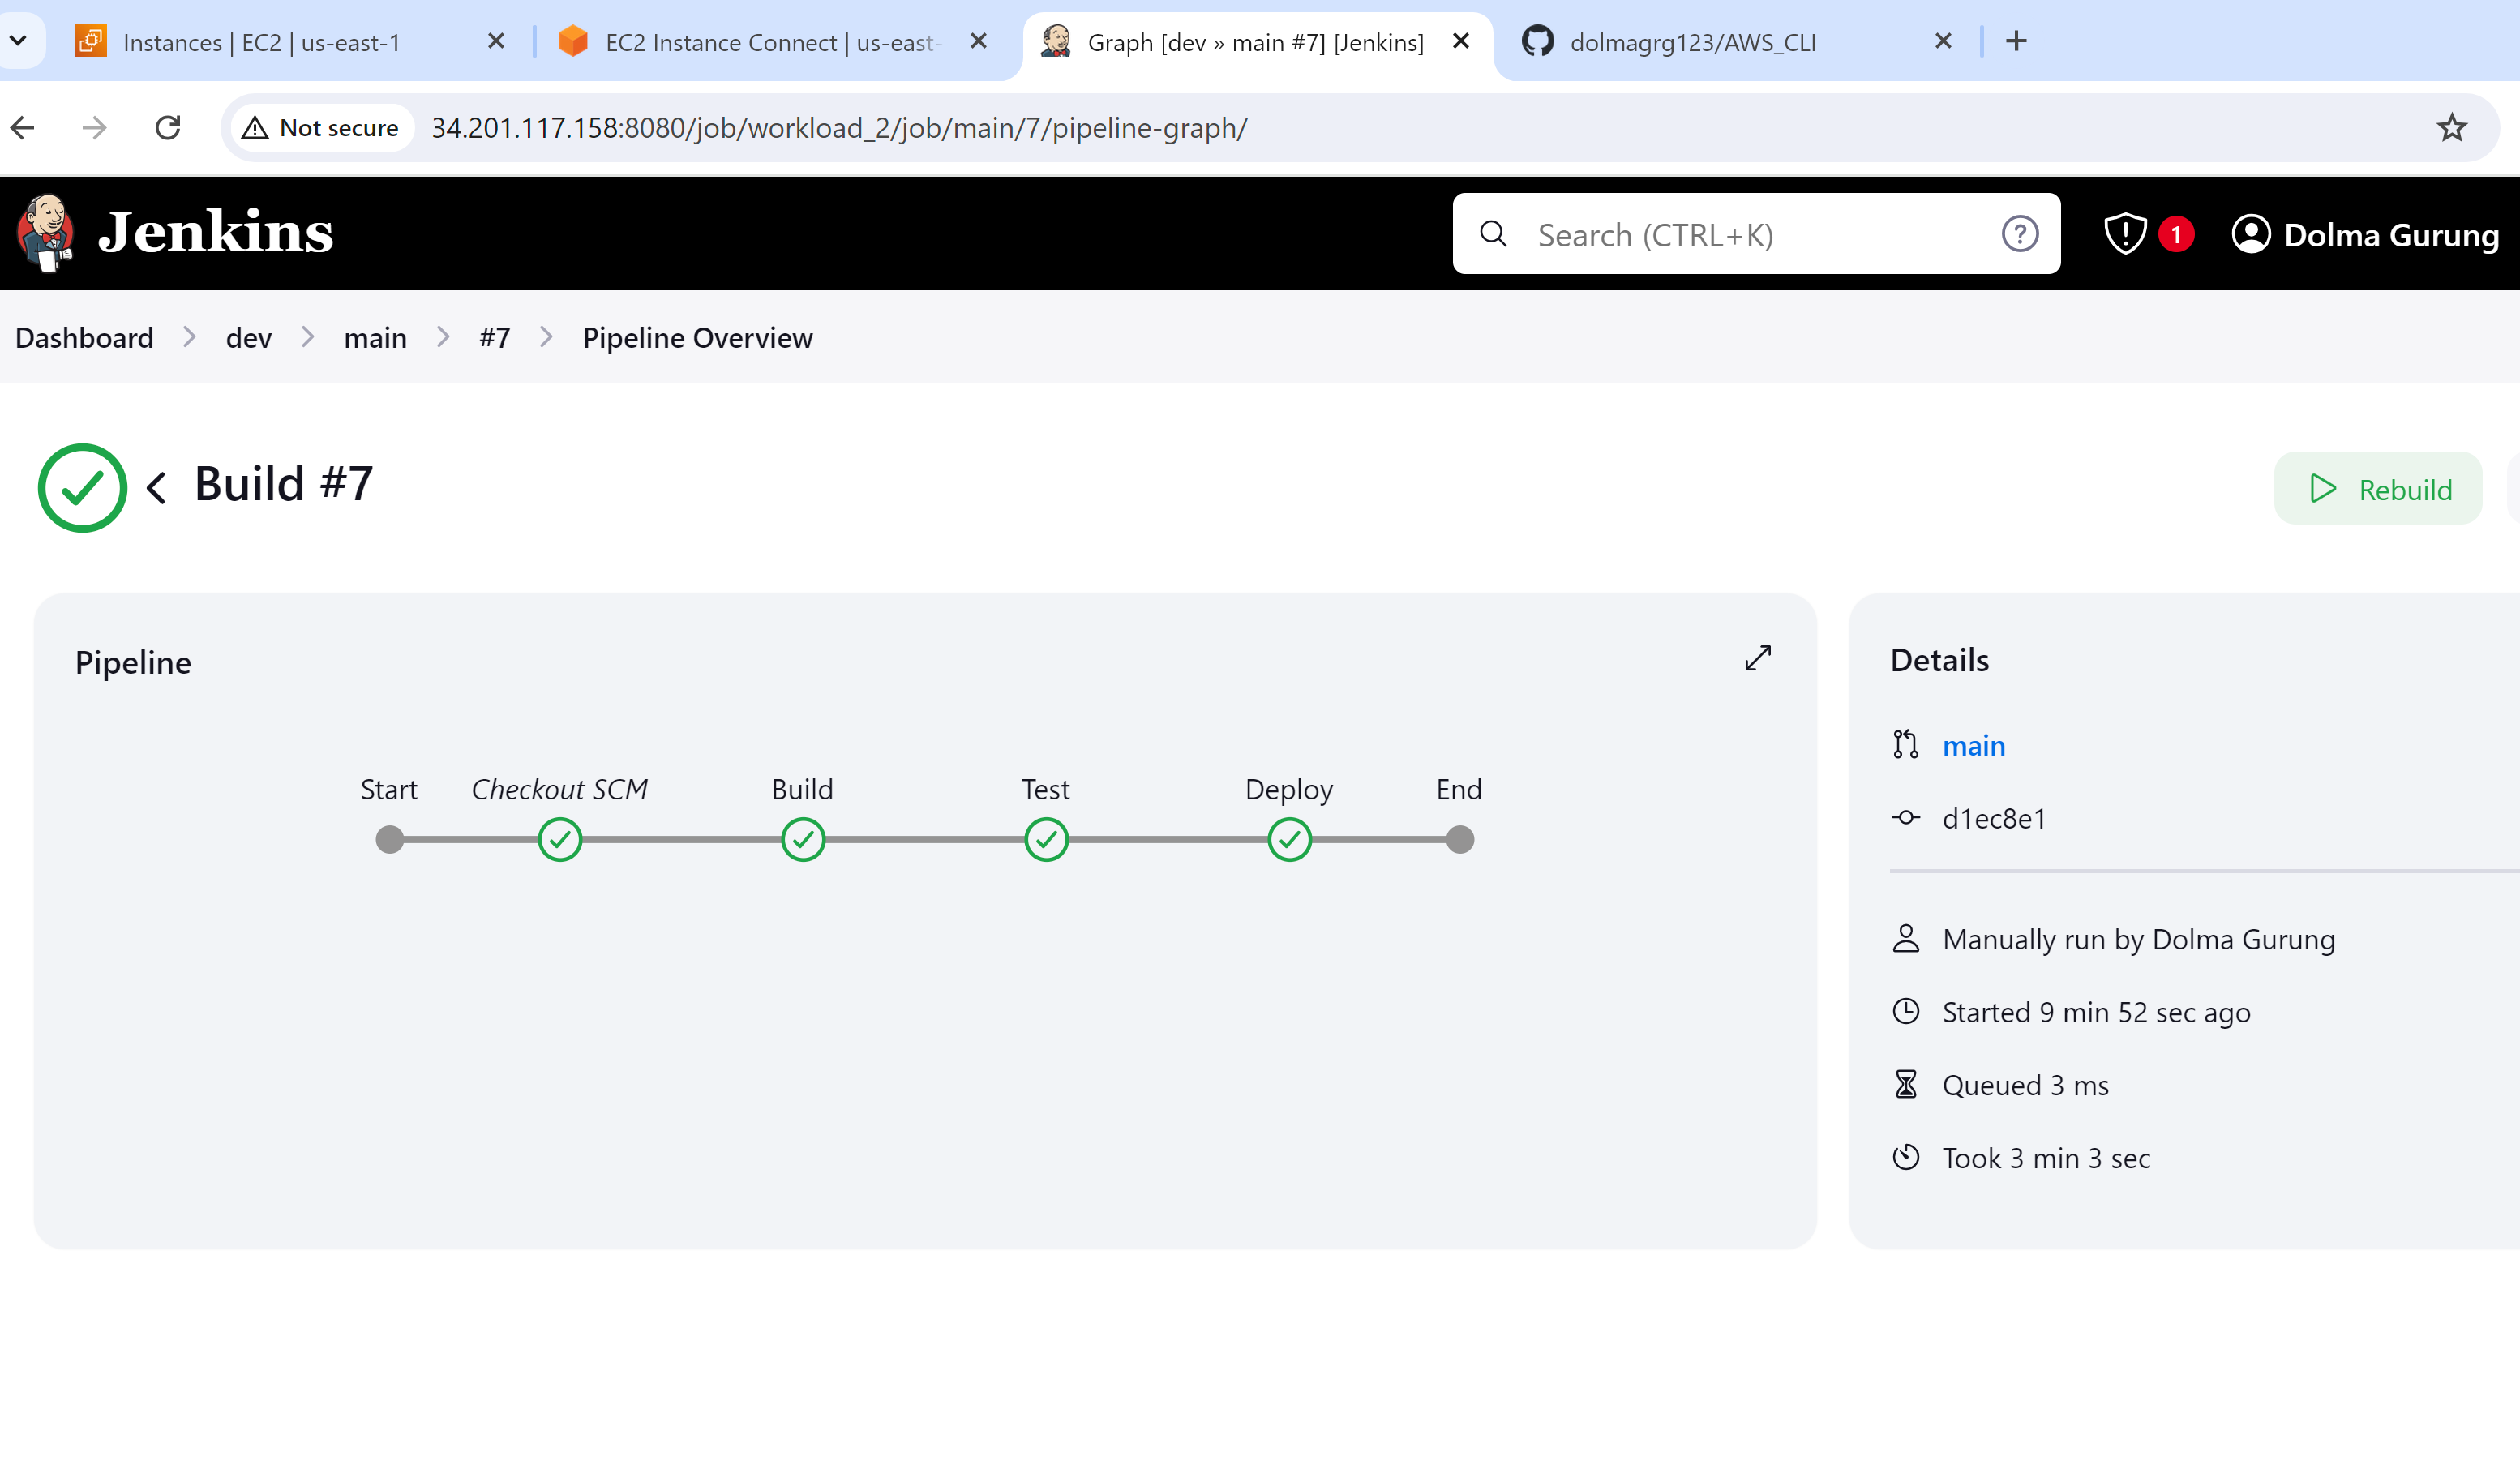 Instances | EC2 | us-east-1
EC2 Instance Connect | us-east-
Graph [dev » main #7] [Jenkins]
dolmagrg123/AWS_CLI
Not secure
34.201.117.158:8080/job/workload_2/job/main/7/pipeline-graph/
Jenkins
Search (CTRL+K)
?
1
Dolma Gurung
Dashboard
dev
main
#7
Pipeline Overview
Build #7
Rebuild
Pipeline
Start
Checkout SCM
Build
Test
Deploy
End
Details
main
d1ec8e1
Manually run by Dolma Gurung
Started 9 min 52 sec ago
Queued 3 ms
Took 3 min 3 sec